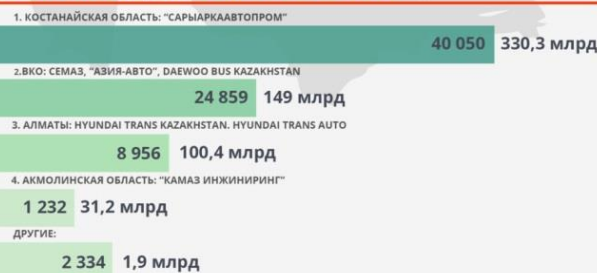 1. КОСТАНАЙСКАЯ ОБЛАСТЬ: "САРЫАРКААВТОПРОМ"
40 050 330,3 млрд
2.ВКО: СЕМАЗ, "АЗИЯ-АВТО", DAEWOO BUS KAZAKHSTAN
24 859 149 млрд
3. АЛМАТЫ: HYUNDAI TRANS KAZAKHSTAN. HYUNDAI TRANS AUTO
8 956 100,4 млрд
4. АКМОЛИНСКАЯ ОБЛАСТЬ: "КАМАЗ ИНЖИНИРИНГ"
1 232 31,2 млрд
ДРУГИЕ:
2 334 1,9 млрд